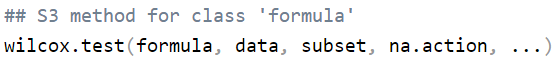 ## S3 method for class 'formula'
wilcox.test(formula, data, subset, na.action, ...)